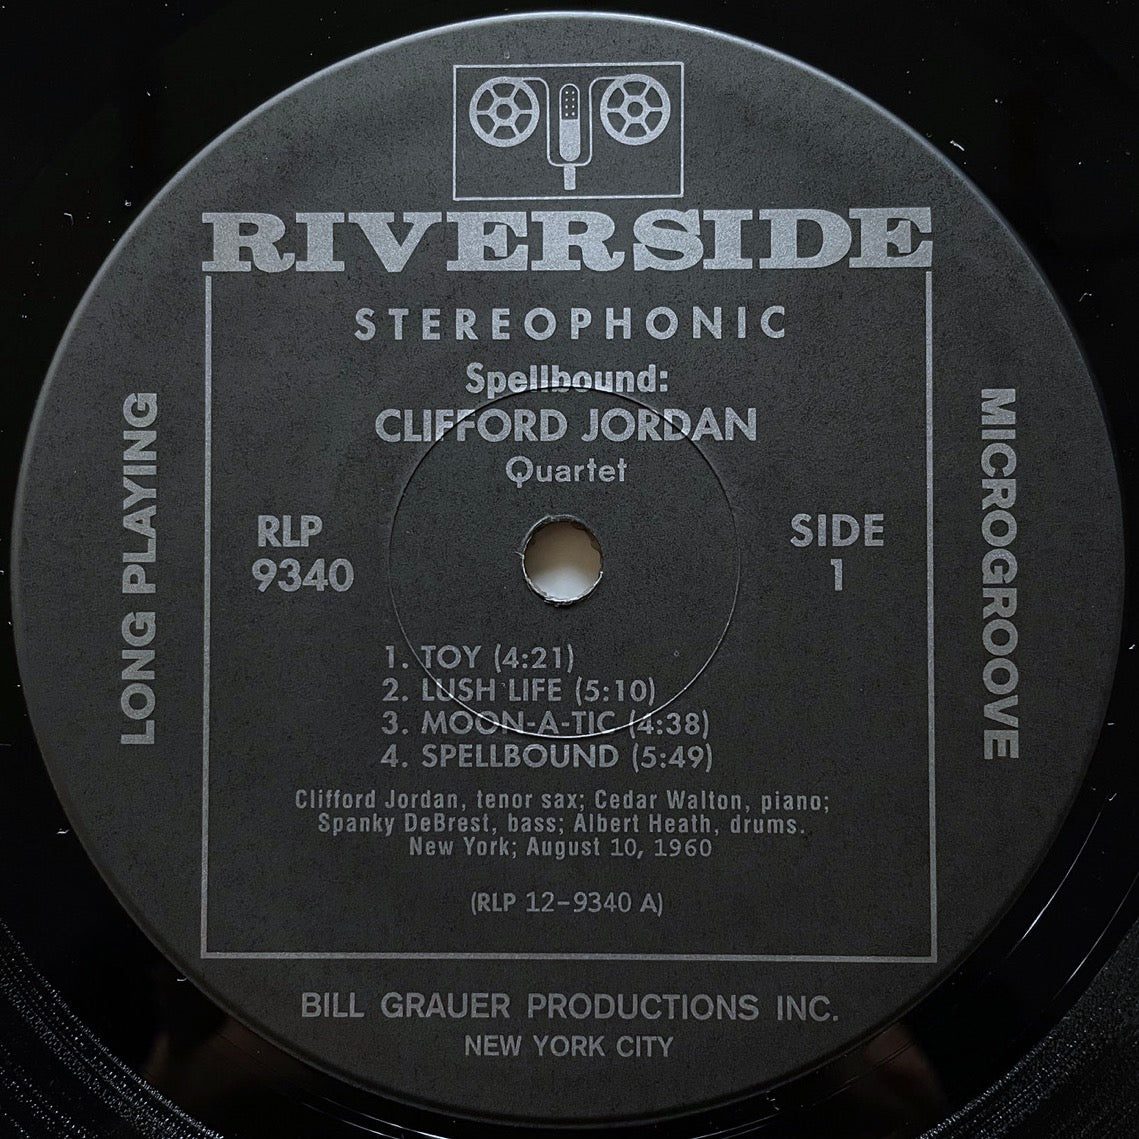 RIVERSIDE
STEREOPHONIC
Spellbound:
CLIFFORD JORDAN
Quartet
LONG PLAYING
MICROGROOVE
RLP
9340
SIDE
1
1. TOY (4:21)
2. LUSH LIFE (5:10)
3. MOON-A-TIC (4:38)
4. SPELLBOUND (5:49)
Clifford Jordan, tenor sax; Cedar Walton, piano;
Spanky DeBrest, bass; Albert Heath, drums.
New York; August 10, 1960
(RLP 12-9340 A)
BILL GRAUER PRODUCTIONS INC.
NEW YORK CITY